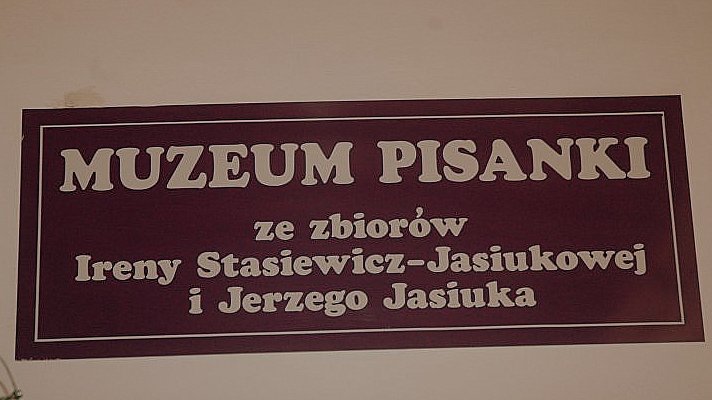 MUZEUM PISANKI
ze zbiorów
Ireny Stasiewicz-Jasiukowej
i Jerzego Jasiuka